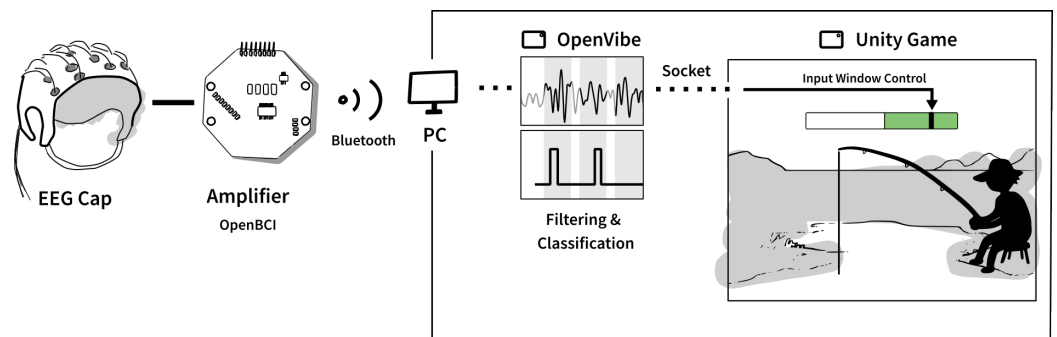 EEG Cap
Amplifier
OpenBCI
Bluetooth
PC
OpenVibe
Filtering &
Classification
Socket
Unity Game
Input Window Control